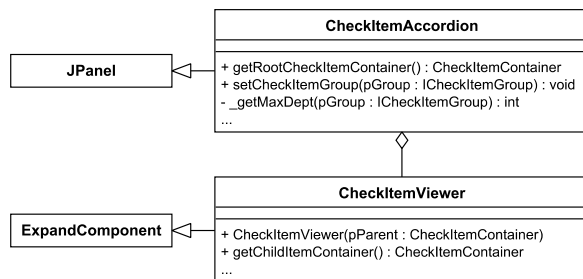 CheckItemAccordion
JPanel
+ getRootCheckItemContainer() : CheckItemContainer
+ setCheckItemGroup(pGroup : ICheckItemGroup) : void
- _getMaxDept(pGroup : ICheckItemGroup) : int
...
CheckItemViewer
ExpandComponent
+ CheckItemViewer(pParent : CheckItemContainer)
+ getChildItemContainer() : CheckItemContainer
...